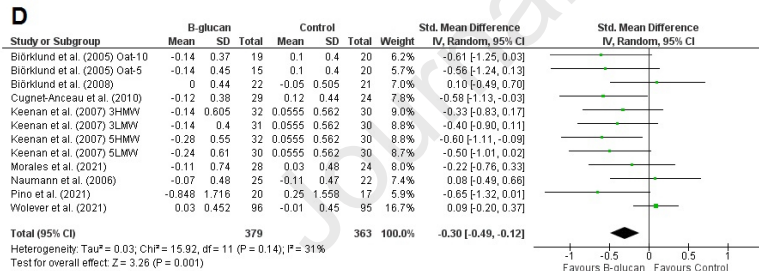 D
B-glucan Control Std. Mean Difference Std. Mean Difference
Study or Subgroup Mean SD Total Mean SD Total Weight IV, Random, 95% CI IV, Random, 95% CI
Biörklund et al. (2005) Oat-10 -0.14 0.37 19 0.1 0.4 20 6.2% -0.61 [-1.25, 0.03]
Biörklund et al. (2005) Oat-5 -0.14 0.45 15 0.1 0.4 20 5.7% -0.56 [-1.24, 0.13]
Biörklund et al. (2008) 0 0.44 22 -0.05 0.505 21 7.1% 0.10 [-0.49, 0.70]
Cugnet-Anceau et al. (2010) -0.12 0.38 29 0.12 0.44 24 7.9% -0.58 [-1.13, -0.03]
Keenan et al. (2007) 3HMW -0.14 0.605 32 0.0555 0.562 30 9.1% -0.33 [-0.83, 0.17]
Keenan et al. (2007) 3LMW -0.14 0.4 31 0.0555 0.562 30 8.9% -0.40 [-0.90, 0.11]
Keenan et al. (2007) 5HMW -0.28 0.55 32 0.0555 0.562 30 8.8% -0.60 [-1.11, -0.09]
Keenan et al. (2007) 5LMW -0.24 0.61 30 0.0555 0.562 30 8.7% -0.50 [-1.01, 0.02]
Morales et al. (2021) -0.11 0.74 28 0.03 0.48 24 8.1% -0.22 [-0.76, 0.33]
Naumann et al. (2006) -0.07 0.48 25 -0.11 0.47 22 7.5% 0.08 [-0.49, 0.66]
Pino et al. (2021) -0.848 1.716 20 0.25 1.558 20 6.2% -0.65 [-1.32, 0.01]
Wolever et al. (2021) 0.03 0.452 96 -0.01 0.45 95 16.0% 0.09 [-0.20, 0.37]
Total (95% CI) 379 363 100.0% -0.30 [-0.49, -0.12]
Heterogeneity: Tau² = 0.03; Chi² = 15.92, df = 11 (P = 0.14); I² = 31%
Test for overall effect: Z = 3.26 (P = 0.001)
-1 -0.5 0 0.5 1
Favours B-glucan Favours Control
Journal